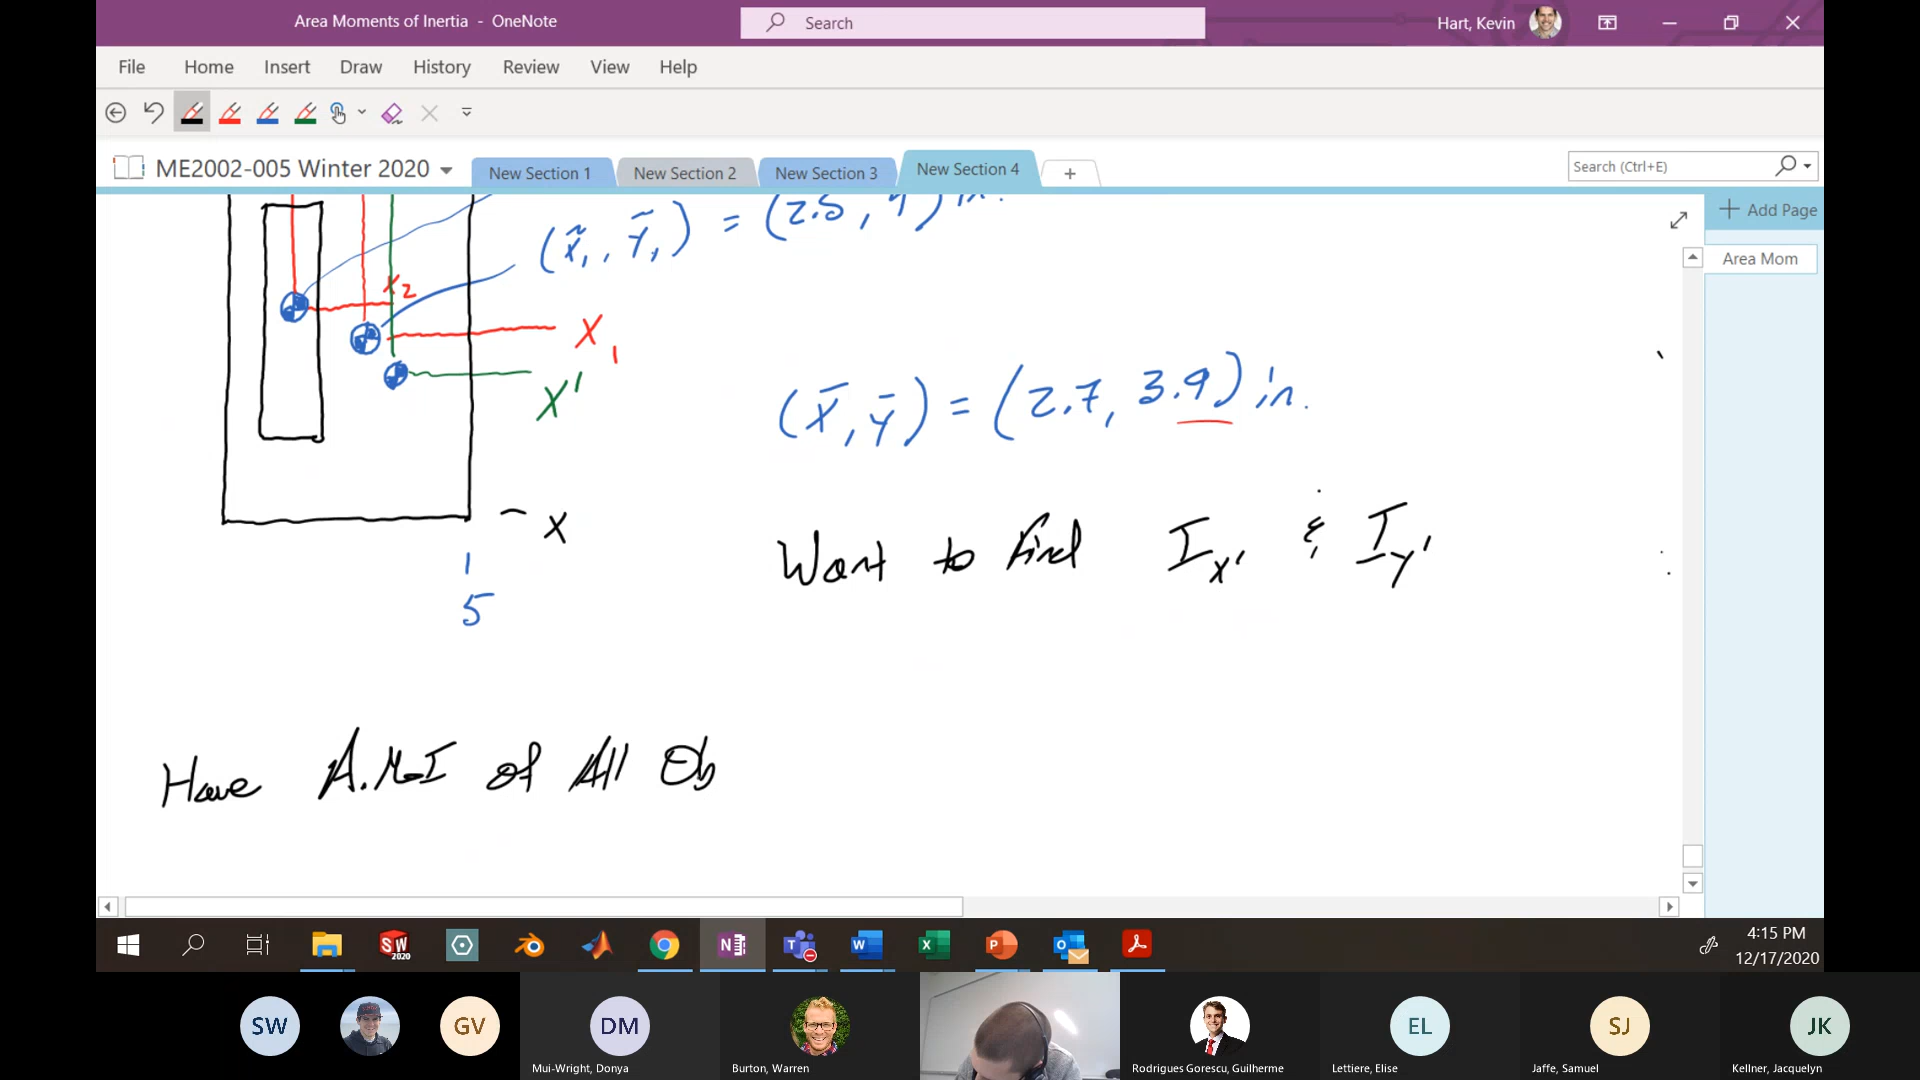 Area Moments of Inertia - OneNote
Search
Hart, Kevin
File Home Insert Draw History Review View Help
ME2002-005 Winter 2020
New Section 1
New Section 2
New Section 3
New Section 4
+
Search (Ctrl+E)
Add Page
Area Mom
(x̃₁, ỹ₁) = (2.5, 4) in.
x₂
x₁
x'
(x̄, ȳ) = (2.7, 3.9) in.
x
5
Want to find Iₓ' & Iᵧ'
Have A.M.I of All Ob
SW 2020
4:15 PM
12/17/2020
SW
GV
DM
EL
SJ
JK
Mui-Wright, Donya
Burton, Warren
Rodrigues Gorescu, Guilherme
Lettiere, Elise
Jaffe, Samuel
Kellner, Jacquelyn